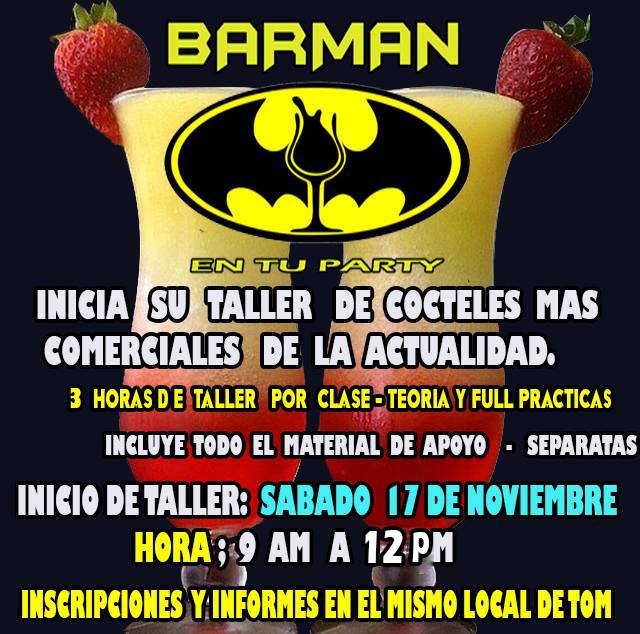 BARMAN
EN TU PARTY
INICIA SU TALLER DE COCTELES MAS
COMERCIALES DE LA ACTUALIDAD.
3 HORAS D E TALLER POR CLASE - TEORIA Y FULL PRACTICAS
INCLUYE TODO EL MATERIAL DE APOYO - SEPARATAS
INICIO DE TALLER: SABADO 17 DE NOVIEMBRE
HORA ; 9 AM A 12 PM
INSCRIPCIONES Y INFORMES EN EL MISMO LOCAL DE TOM